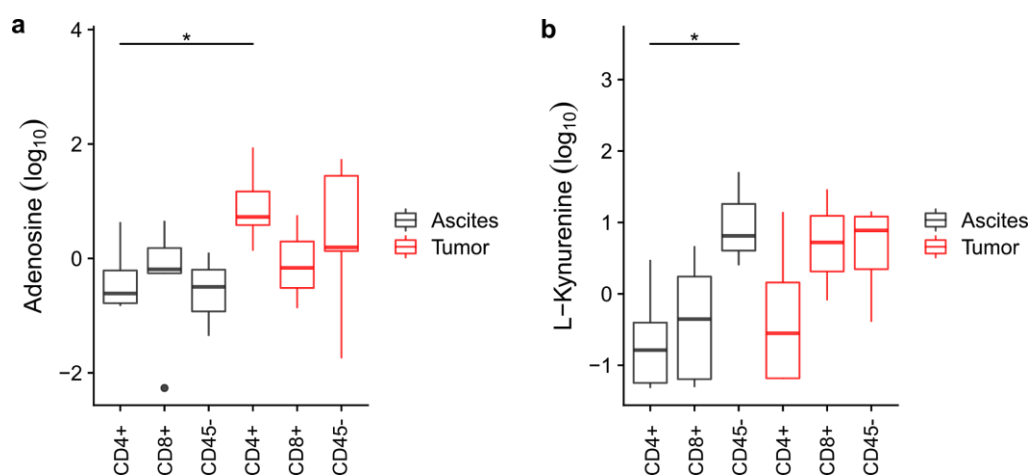 a
Adenosine (log10)
4
2
0
−2
*
CD4+
CD8+
CD45-
CD4+
CD8+
CD45-
Ascites
Tumor
b
L−Kynurenine (log10)
3
2
1
0
−1
*
CD4+
CD8+
CD45-
CD4+
CD8+
CD45-
Ascites
Tumor